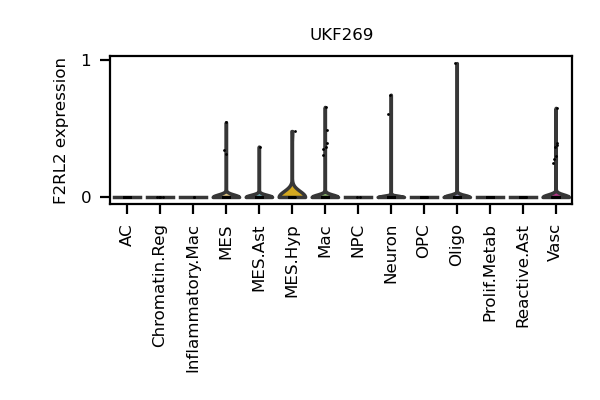 UKF269
F2RL2 expression
1
0
AC
Chromatin.Reg
Inflammatory.Mac
MES
MES.Ast
MES.Hyp
Mac
NPC
Neuron
OPC
Oligo
Prolif.Metab
Reactive.Ast
Vasc